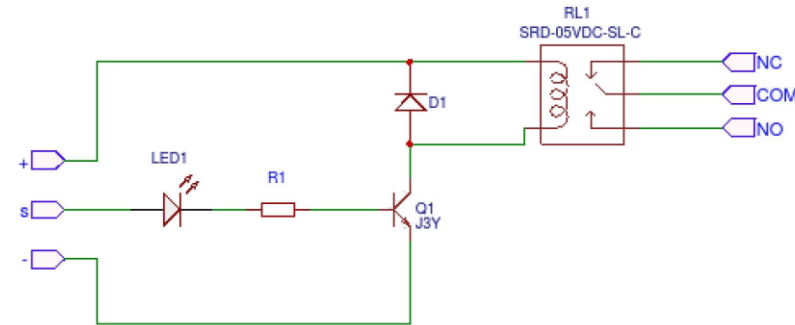 RL1
SRD-05VDC-SL-C
NC
D1
COM
NO
LED1
+
R1
s
Q1
J3Y
-